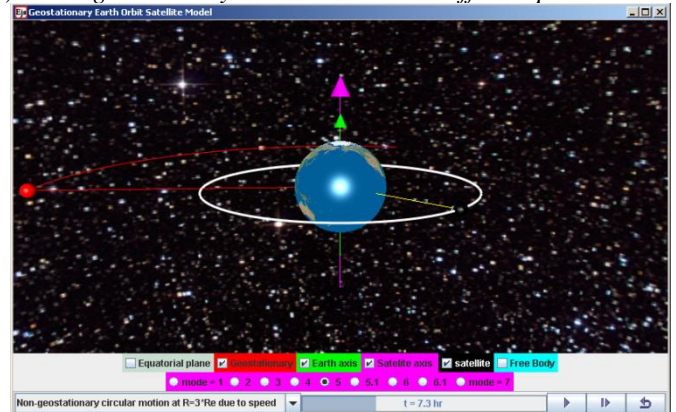 Geostationary Earth Orbit Satellite Model
Equatorial plane Geostationary Earth axis Satellite axis satellite Free Body
mode = 1 2 3 4 5 5.1 6 6.1 mode = 7
Non-geostationary circular motion at R=3*Re due to speed t = 7.3 hr